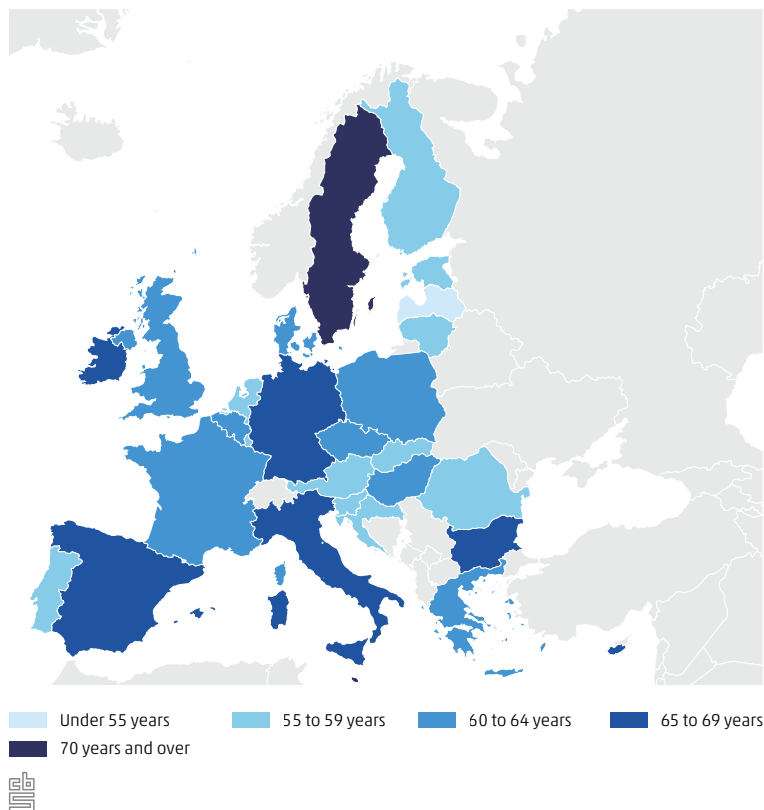 Under 55 years
55 to 59 years
60 to 64 years
65 to 69 years
70 years and over